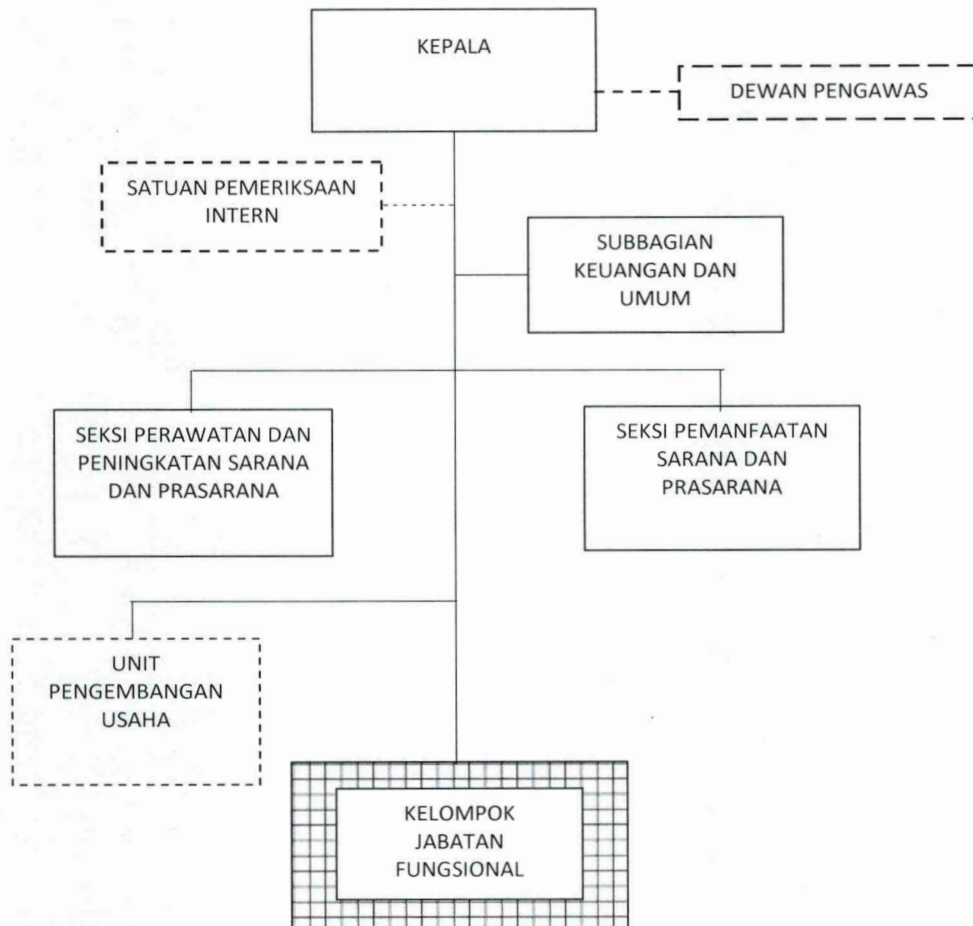 KEPALA
DEWAN PENGAWAS
SATUAN PEMERIKSAAN
INTERN
SUBBAGIAN
KEUANGAN DAN
UMUM
SEKSI PERAWATAN DAN
PENINGKATAN SARANA
DAN PRASARANA
SEKSI PEMANFAATAN
SARANA DAN
PRASARANA
UNIT
PENGEMBANGAN
USAHA
KELOMPOK
JABATAN
FUNGSIONAL